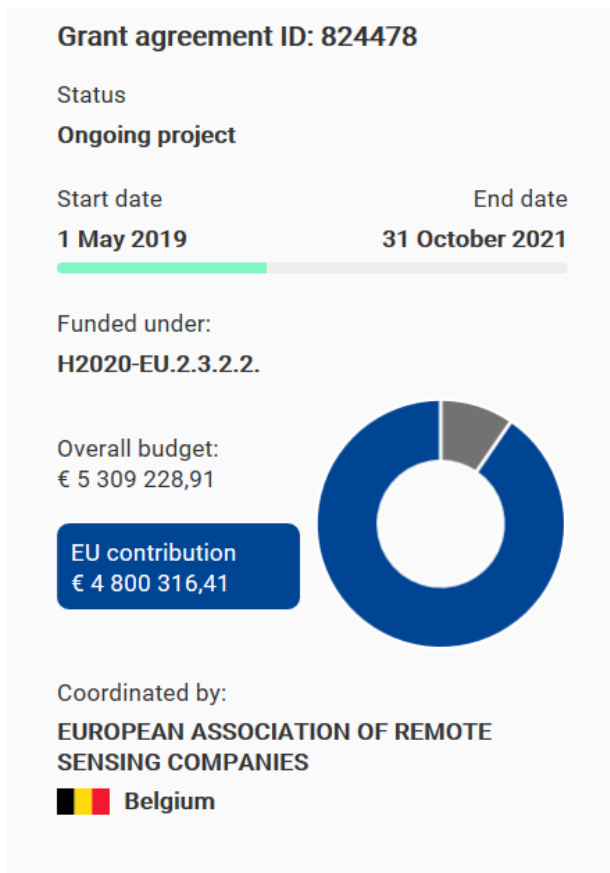 Grant agreement ID: 824478
Status
Ongoing project
Start date
End date
1 May 2019
31 October 2021
Funded under:
H2020-EU.2.3.2.2.
Overall budget:
€ 5 309 228,91
EU contribution
€ 4 800 316,41
Coordinated by:
EUROPEAN ASSOCIATION OF REMOTE
SENSING COMPANIES
Belgium